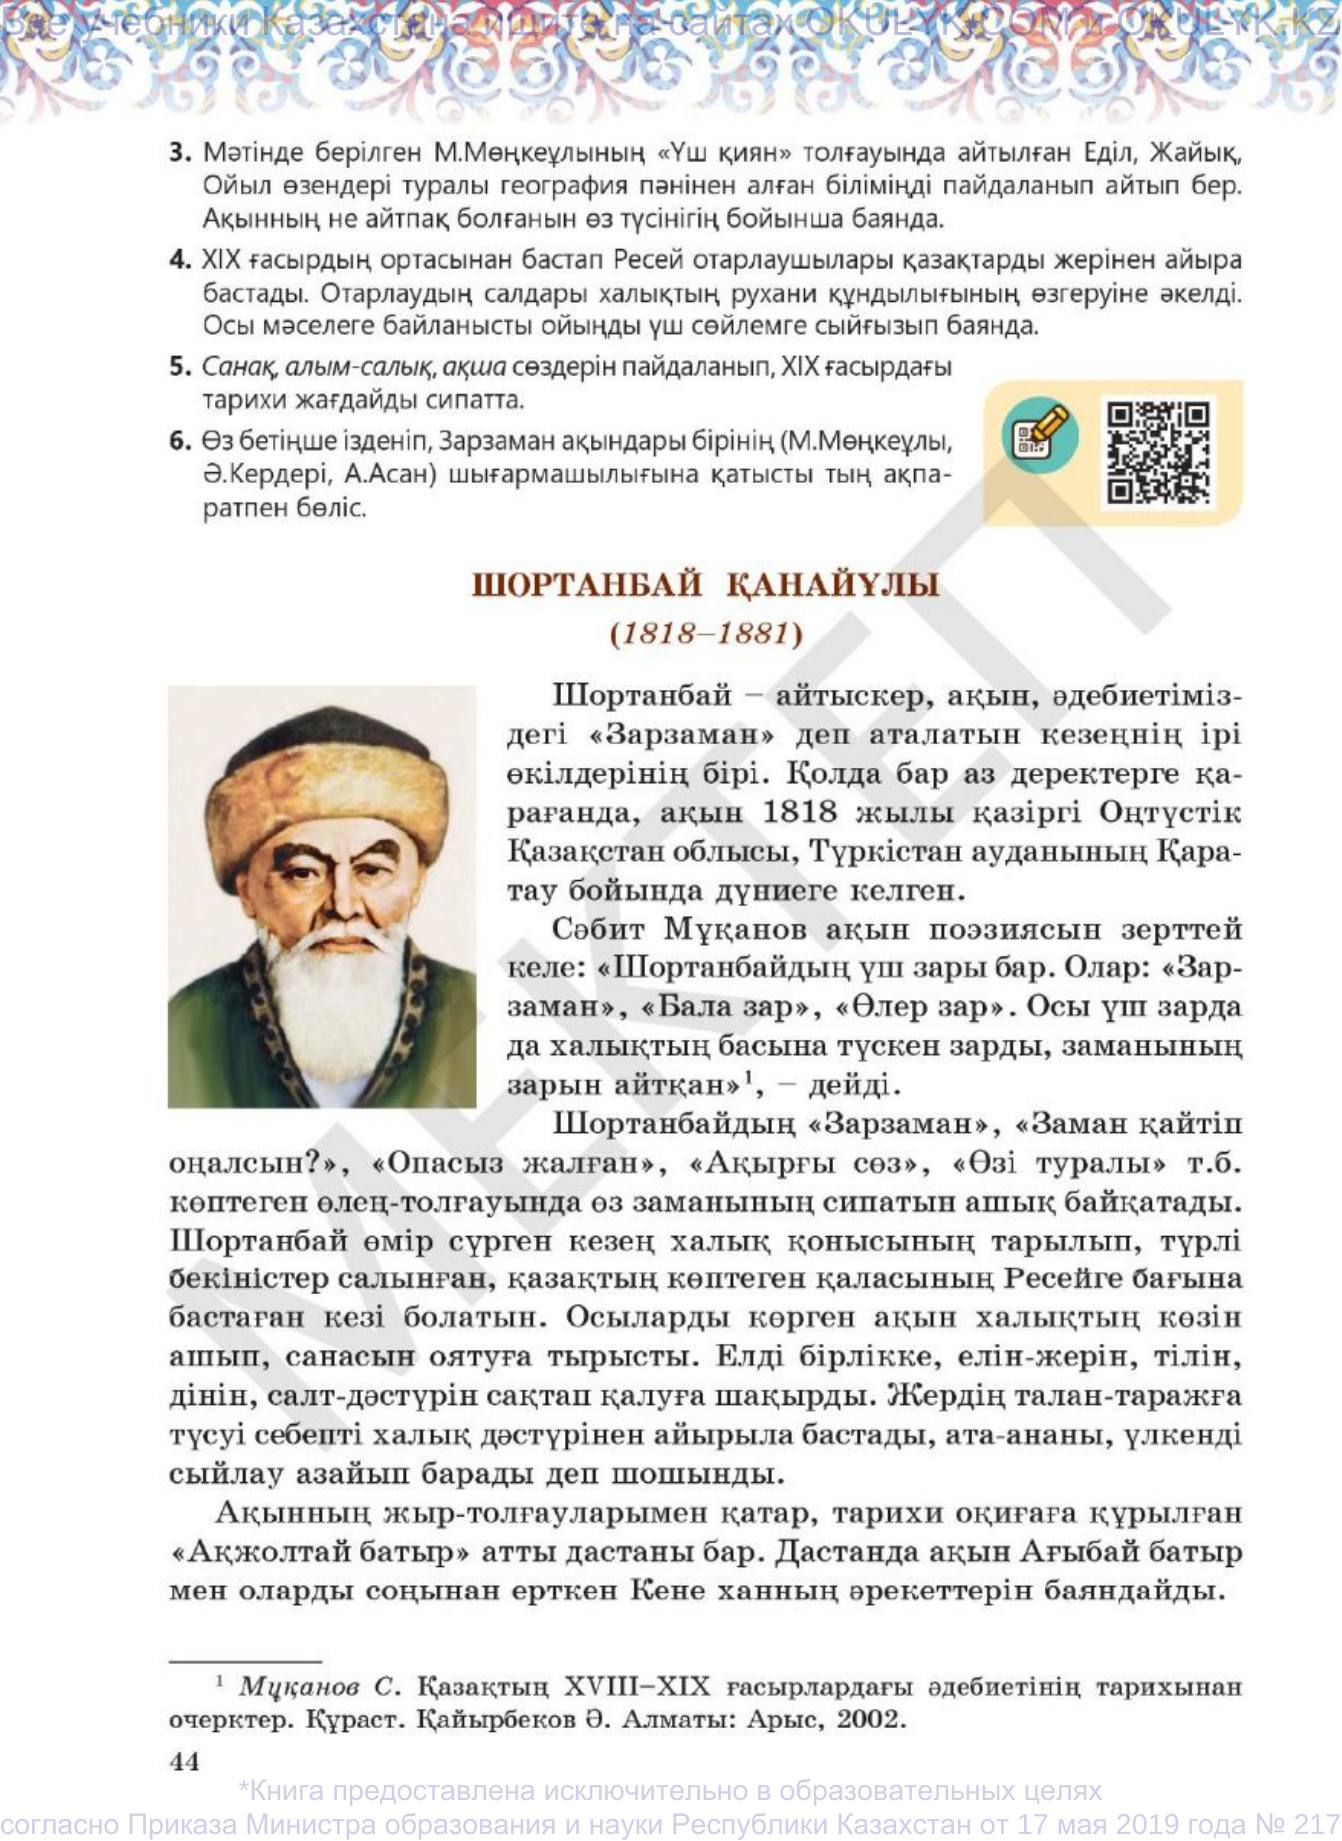 Все учебники Казахстана ищите на сайтах OKULYK.COM и OKULYK.KZ
3. Мәтінде берілген М.Мөңкеұлының «Үш қиян» толғауында айтылған Еділ, Жайық,
Ойыл өзендері туралы география пәнінен алған біліміңді пайдаланып айтып бер.
Ақынның не айтпақ болғанын өз түсінігің бойынша баянда.
4. XIX ғасырдың ортасынан бастап Ресей отарлаушылары қазақтарды жерінен айыра
бастады. Отарлаудың салдары халықтың рухани құндылығының өзгеруіне әкелді.
Осы мәселеге байланысты ойыңды үш сөйлемге сыйғызып баянда.
5. Санақ, алым-салық, ақша сөздерін пайдаланып, XIX ғасырдағы
тарихи жағдайды сипатта.
6. Өз бетіңше ізденіп, Зарзаман ақындары бірінің (М.Мөңкеұлы,
Ә.Кердері, А.Асан) шығармашылығына қатысты тың ақпа-
ратпен бөліс.
ШОРТАНБАЙ ҚАНАЙҰЛЫ
(1818–1881)
Шортанбай – айтыскер, ақын, әдебиетіміз-
дегі «Зарзаман» деп аталатын кезеңнің ірі
өкілдерінің бірі. Қолда бар аз деректерге қа-
рағанда, ақын 1818 жылы қазіргі Оңтүстік
Қазақстан облысы, Түркістан ауданының Қара-
тау бойында дүниеге келген.
Сәбит Мұқанов ақын поэзиясын зерттей
келе: «Шортанбайдың үш зары бар. Олар: «Зар-
заман», «Бала зар», «Өлер зар». Осы үш зарда
да халықтың басына түскен зарды, заманының
зарын айтқан»¹, – дейді.
Шортанбайдың «Зарзаман», «Заман қайтіп
оңалсын?», «Опасыз жалған», «Ақырғы сөз», «Өзі туралы» т.б.
көптеген өлең-толғауында өз заманының сипатын ашық байқатады.
Шортанбай өмір сүрген кезең халық қонысының тарылып, түрлі
бекіністер салынған, қазақтың көптеген қаласының Ресейге бағына
бастаған кезі болатын. Осыларды көрген ақын халықтың көзін
ашып, санасын оятуға тырысты. Елді бірлікке, елін-жерін, тілін,
дінін, салт-дәстүрін сақтап қалуға шақырды. Жердің талан-таражға
түсуі себепті халық дәстүрінен айырыла бастады, ата-ананы, үлкенді
сыйлау азайып барады деп шошынды.
Ақынның жыр-толғауларымен қатар, тарихи оқиғаға құрылған
«Ақжолтай батыр» атты дастаны бар. Дастанда ақын Ағыбай батыр
мен оларды соңынан ерткен Кене ханның әрекеттерін баяндайды.
¹ Мұқанов С. Қазақтың XVIII–XIX ғасырлардағы әдебиетінің тарихынан
очерктер. Құраст. Қайырбеков Ә. Алматы: Арыс, 2002.
44
МЕКТЕП
*Книга предоставлена исключительно в образовательных целях
согласно Приказа Министра образования и науки Республики Казахстан от 17 мая 2019 года № 217